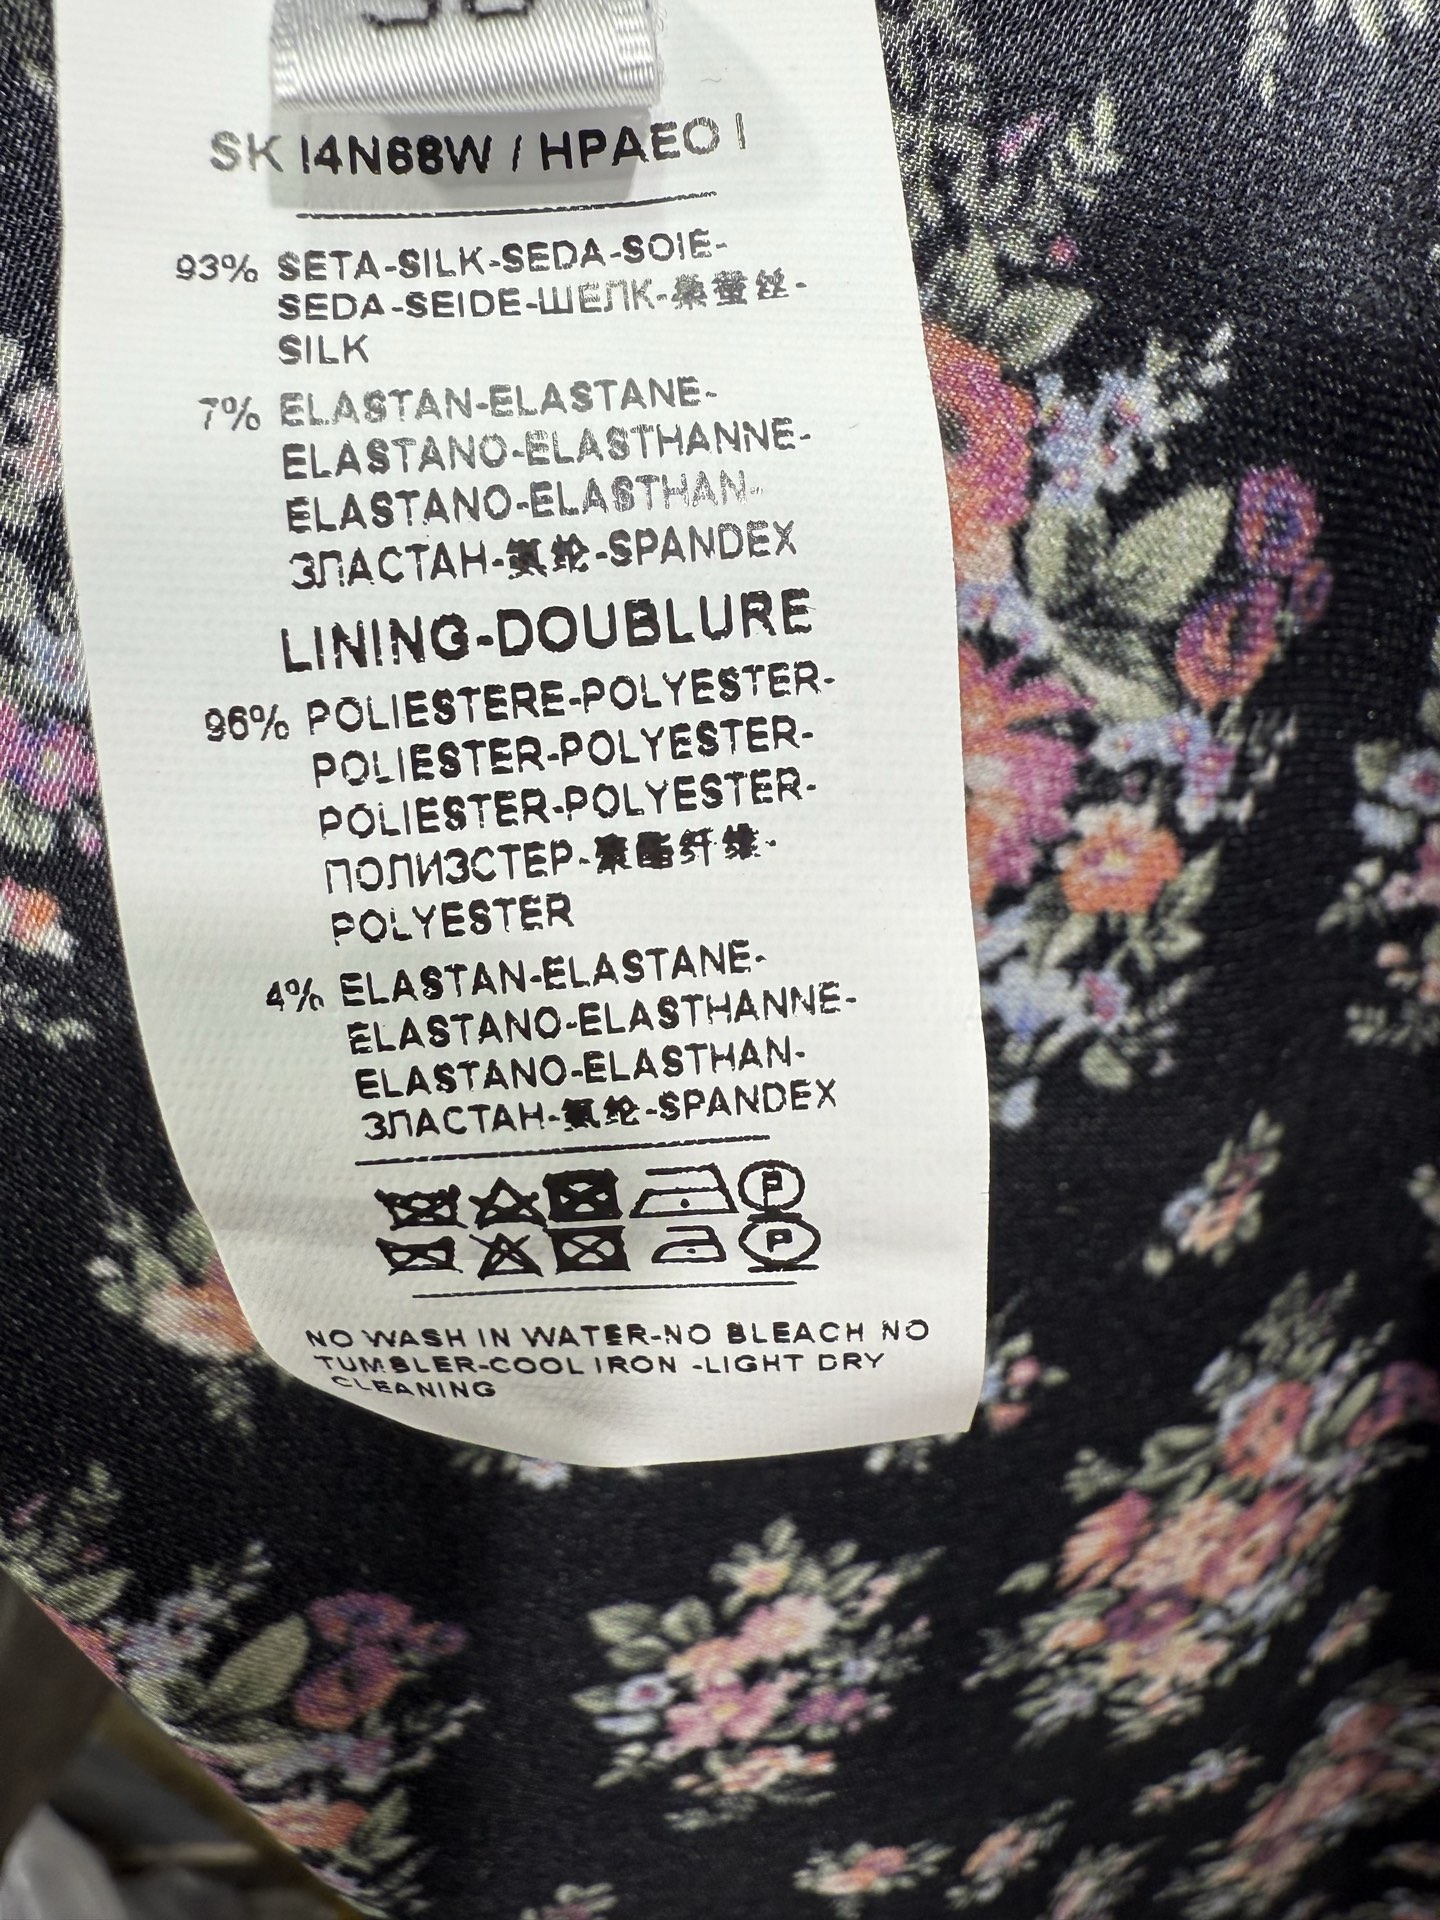 SK I4N68W / HPAEO I
93% SETA-SILK-SEDA-SOIE-
SEDA-SEIDE-ШЕЛК-桑蚕丝-
SILK
7% ELASTAN-ELASTANE-
ELASTANO-ELASTHANNE-
ELASTANO-ELASTHAN-
ЗЛАСТАН-氨纶-SPANDEX
LINING-DOUBLURE
96% POLIESTERE-POLYESTER-
POLIESTER-POLYESTER-
POLIESTER-POLYESTER-
ПОЛИЗСТЕР-聚酯纤维-
POLYESTER
4% ELASTAN-ELASTANE-
ELASTANO-ELASTHANNE-
ELASTANO-ELASTHAN-
ЗЛАСТАН-氨纶-SPANDEX
P
P
NO WASH IN WATER-NO BLEACH NO
TUMBLER-COOL IRON -LIGHT DRY
CLEANING